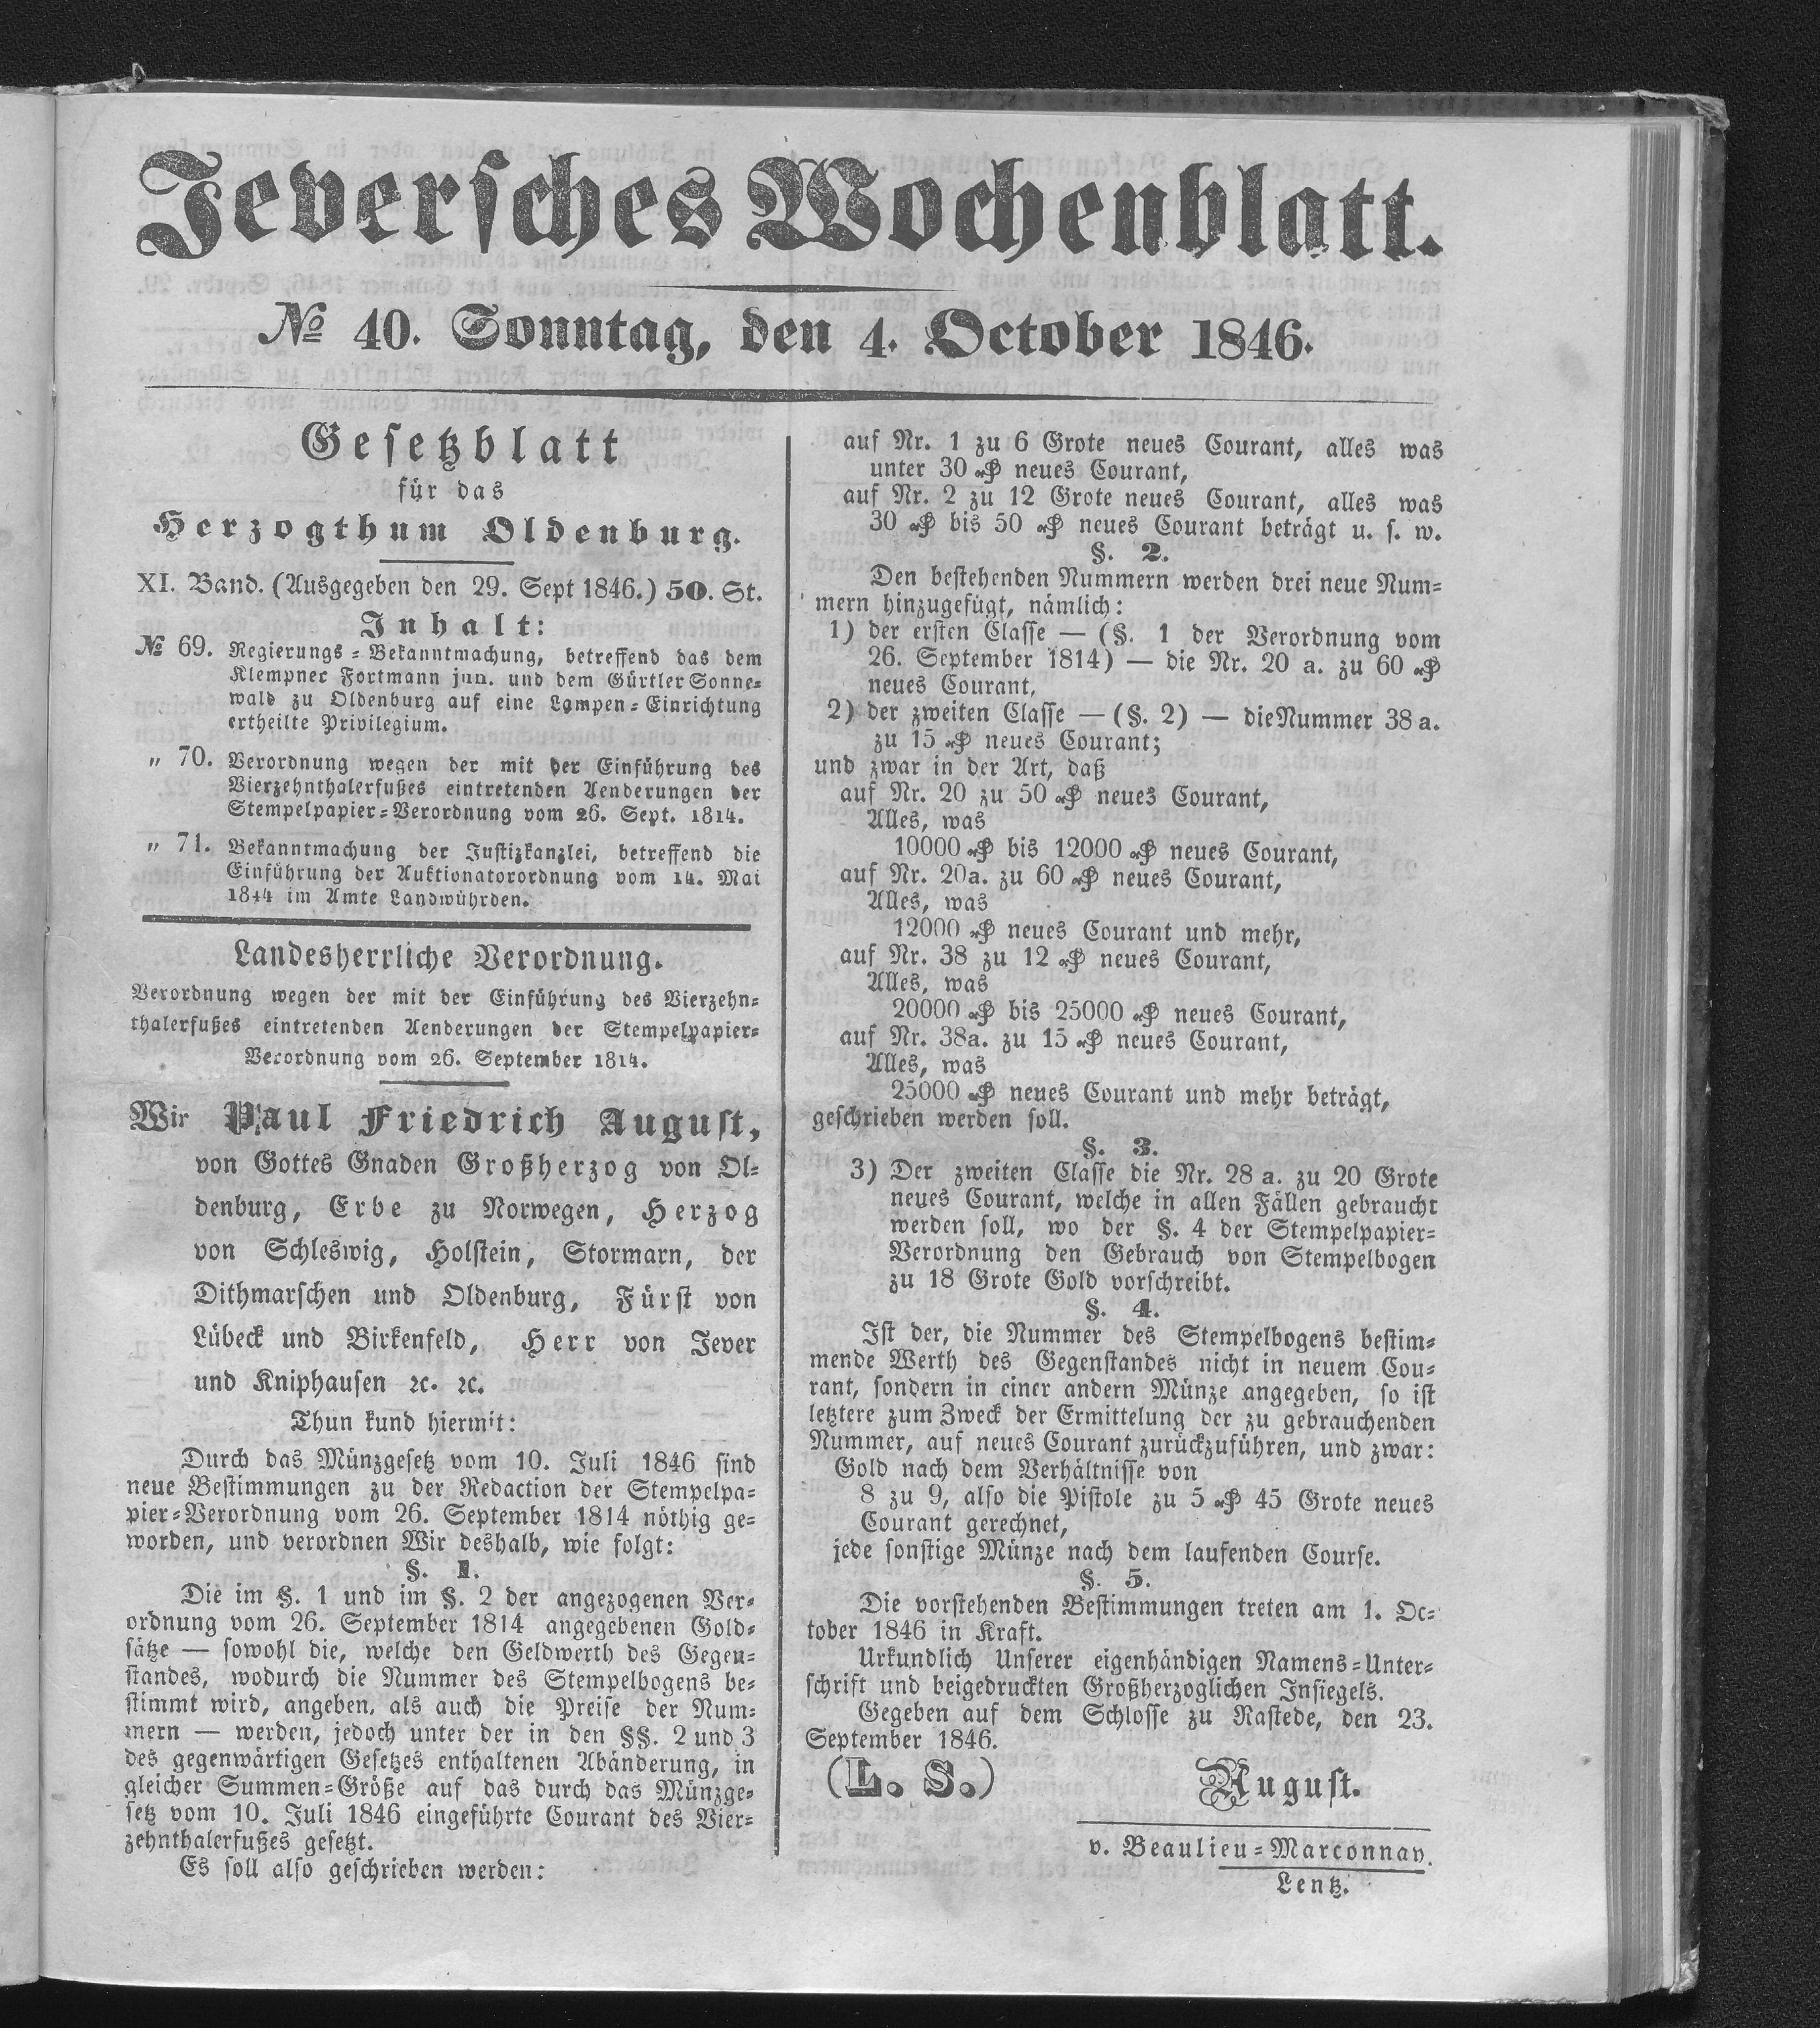 Jeversches Wochenblatt.
№ 40. Sonntag, den 4. October 1846.
Gesetzblatt
für das
Herzogthum Oldenburg.
XI. Band. (Ausgegeben den 29. Sept 1846.) 50. St.
Inhalt:
№ 69. Regierungs=Bekanntmachung, betreffend das dem
Klempner Fortmann jun. und dem Gürtler Sonne=
wald zu Oldenburg auf eine Lampen=Einrichtung
ertheilte Privilegium.
„ 70. Verordnung wegen der mit der Einführung des
Vierzehnthalerfußes eintretenden Aenderungen der
Stempelpapier=Verordnung vom 26. Sept. 1814.
„ 71. Bekanntmachung der Justizkanzlei, betreffend die
Einführung der Auktionatorordnung vom 14. Mai
1844 im Amte Landwührden.
Landesherrliche Verordnung.
Verordnung wegen der mit der Einführung des Vierzehn=
thalerfußes eintretenden Aenderungen der Stempelpapier=
Verordnung vom 26. September 1814.
Wir Paul Friedrich August,
von Gottes Gnaden Großherzog von Ol=
denburg, Erbe zu Norwegen, Herzog
von Schleswig, Holstein, Stormarn, der
Dithmarschen und Oldenburg, Fürst von
Lübeck und Birkenfeld, Herr von Jever
und Kniphausen ꝛc. ꝛc.
Thun kund hiermit:
Durch das Münzgesetz vom 10. Juli 1846 sind
neue Bestimmungen zu der Redaction der Stempelpa=
pier=Verordnung vom 26. September 1814 nöthig ge=
worden, und verordnen Wir deshalb, wie folgt:
§. 1.
Die im §. 1 und im §. 2 der angezogenen Ver=
ordnung vom 26. September 1814 angegebenen Gold=
sätze — sowohl die, welche den Geldwerth des Gegen=
standes, wodurch die Nummer des Stempelbogens be=
stimmt wird, angeben, als auch die Preise der Num=
mern — werden, jedoch unter der in den §§. 2 und 3
des gegenwärtigen Gesetzes enthaltenen Abänderung, in
gleicher Summen=Größe auf das durch das Münzge=
setz vom 10. Juli 1846 eingeführte Courant des Vier=
zehnthalerfußes gesetzt.
Es soll also geschrieben werden:
auf Nr. 1 zu 6 Grote neues Courant, alles was
unter 30 ₰ neues Courant,
auf Nr. 2 zu 12 Grote neues Courant, alles was
30 ₰ bis 50 ₰ neues Courant beträgt u. s. w.
§. 2.
Den bestehenden Nummern werden drei neue Num=
mern hinzugefügt, nämlich:
1) der ersten Classe — (§. 1 der Verordnung vom
26. September 1814) — die Nr. 20 a. zu 60 ₰
neues Courant,
2) der zweiten Classe — (§. 2) — die Nummer 38 a.
zu 15 ₰ neues Courant;
und zwar in der Art, daß
auf Nr. 20 zu 50 ₰ neues Courant,
Alles, was
10000 ₰ bis 12000 ₰ neues Courant,
auf Nr. 20a. zu 60 ₰ neues Courant,
Alles, was
12000 ₰ neues Courant und mehr,
auf Nr. 38 zu 12 ₰ neues Courant,
Alles, was
20000 ₰ bis 25000 ₰ neues Courant,
auf Nr. 38a. zu 15 ₰ neues Courant,
Alles, was
25000 ₰ neues Courant und mehr beträgt,
geschrieben werden soll.
§. 3.
3) Der zweiten Classe die Nr. 28 a. zu 20 Grote
neues Courant, welche in allen Fällen gebraucht
werden soll, wo der §. 4 der Stempelpapier=
Verordnung den Gebrauch von Stempelbogen
zu 18 Grote Gold vorschreibt.
§. 4.
Ist der, die Nummer des Stempelbogens bestim=
mende Werth des Gegenstandes nicht in neuem Cou=
rant, sondern in einer andern Münze angegeben, so ist
letztere zum Zweck der Ermittelung der zu gebrauchenden
Nummer, auf neues Courant zurückzuführen, und zwar:
Gold nach dem Verhältnisse von
8 zu 9, also die Pistole zu 5 ₰ 45 Grote neues
Courant gerechnet,
jede sonstige Münze nach dem laufenden Course.
§. 5.
Die vorstehenden Bestimmungen treten am 1. Oc=
tober 1846 in Kraft.
Urkundlich Unserer eigenhändigen Namens=Unter=
schrift und beigedruckten Großherzoglichen Insiegels.
Gegeben auf dem Schlosse zu Rastede, den 23.
September 1846.
(L. S.) August.
v. Beaulieu=Marconnay.
Lentz.